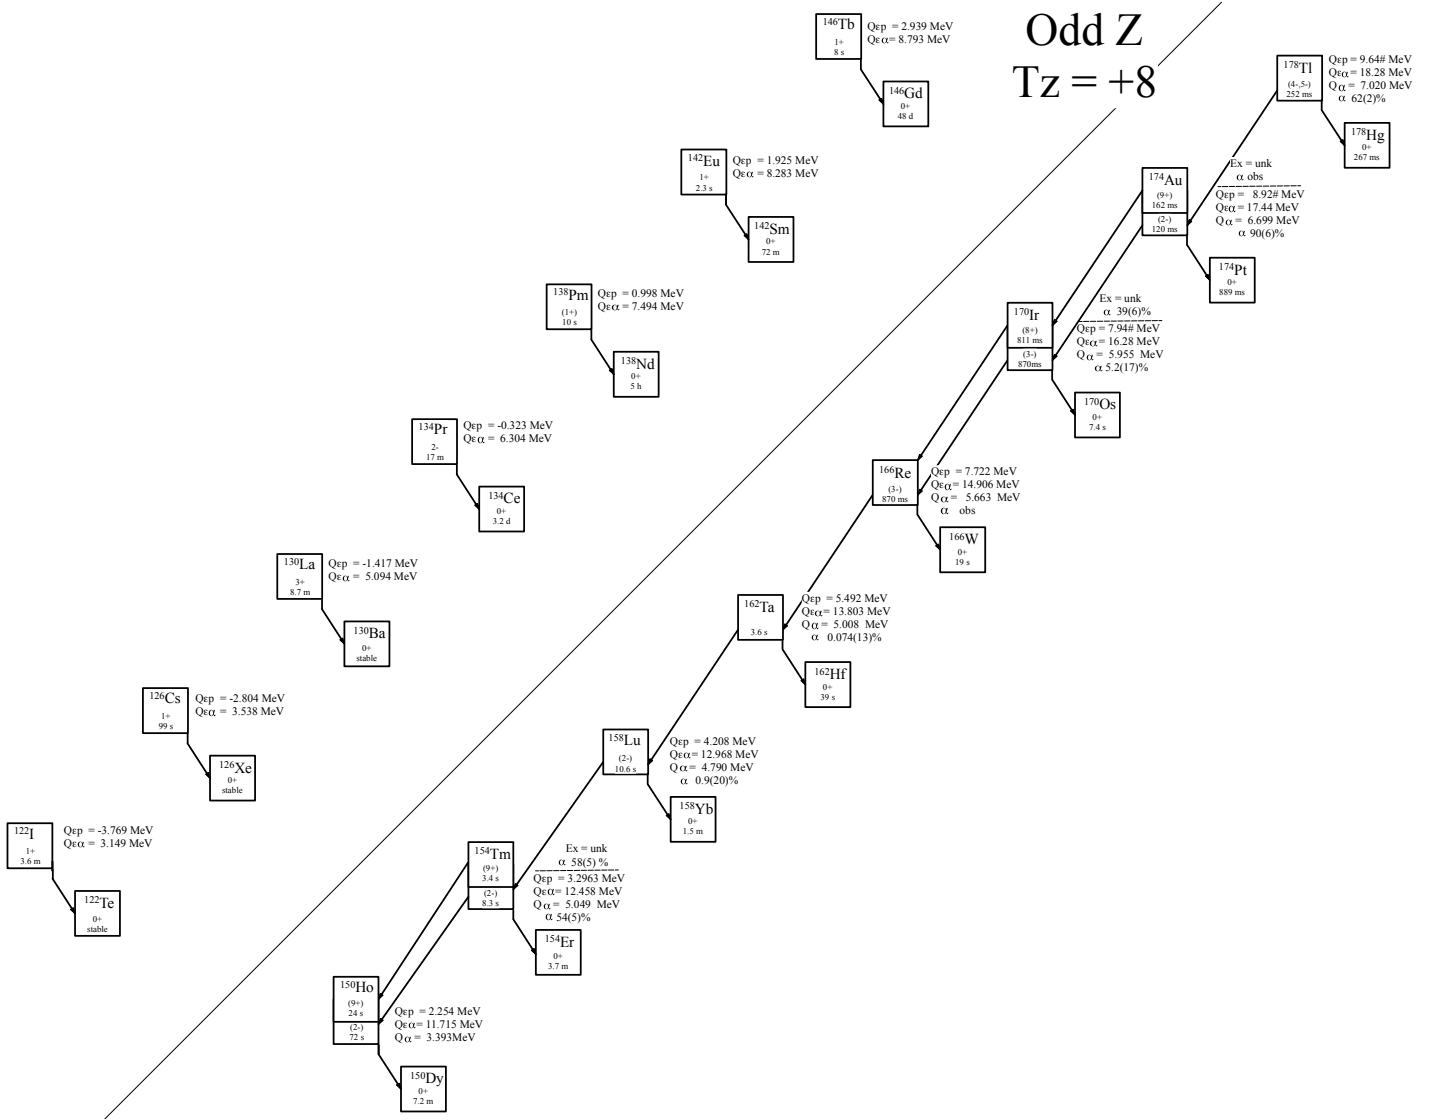 Odd Z
Tz = +8
146Tb
1+
8 s
Qεp = 2.939 MeV
Qεα= 8.793 MeV
146Gd
0+
48 d
178Tl
(4-,5-)
252 ms
Qεp = 9.64# MeV
Qεα = 18.28 MeV
Qα = 7.020 MeV
α 62(2)%
178Hg
0+
267 ms
142Eu
1+
2.3 s
Qεp = 1.925 MeV
Qεα = 8.283 MeV
142Sm
0+
72 m
174Au
(9+)
162 ms
(2-)
120 ms
Ex = unk
α obs
Qεp = 8.92# MeV
Qεα = 17.44 MeV
Qα = 6.699 MeV
α 90(6)%
174Pt
0+
889 ms
138Pm
(1+)
10 s
Qεp = 0.998 MeV
Qεα = 7.494 MeV
138Nd
0+
5 h
170Ir
(8+)
811 ms
(3-)
870ms
Ex = unk
α 39(6)%
Qεp = 7.94# MeV
Qεα = 16.28 MeV
Qα = 5.955 MeV
α 5.2(17)%
170Os
0+
7.4 s
134Pr
2-
17 m
Qεp = -0.323 MeV
Qεα = 6.304 MeV
134Ce
0+
3.2 d
166Re
(3-)
870 ms
Qεp = 7.722 MeV
Qεα= 14.906 MeV
Qα = 5.663 MeV
α obs
166W
0+
19 s
130La
3+
8.7 m
Qεp = -1.417 MeV
Qεα = 5.094 MeV
130Ba
0+
stable
162Ta
3.6 s
Qεp = 5.492 MeV
Qεα= 13.803 MeV
Qα = 5.008 MeV
α 0.074(13)%
162Hf
0+
39 s
126Cs
1+
99 s
Qεp = -2.804 MeV
Qεα = 3.538 MeV
126Xe
0+
stable
158Lu
(2-)
10.6 s
Qεp = 4.208 MeV
Qεα= 12.968 MeV
Qα = 4.790 MeV
α 0.9(20)%
158Yb
0+
1.5 m
122I
1+
3.6 m
Qεp = -3.769 MeV
Qεα = 3.149 MeV
122Te
0+
stable
154Tm
(9+)
3.4 s
(2-)
8.3 s
Ex = unk
α 58(5) %
Qεp = 3.2963 MeV
Qεα= 12.458 MeV
Qα = 5.049 MeV
α 54(5)%
154Er
0+
3.7 m
150Ho
(9+)
24 s
(2-)
72 s
Qεp = 2.254 MeV
Qεα= 11.715 MeV
Qα = 3.393MeV
150Dy
0+
7.2 m